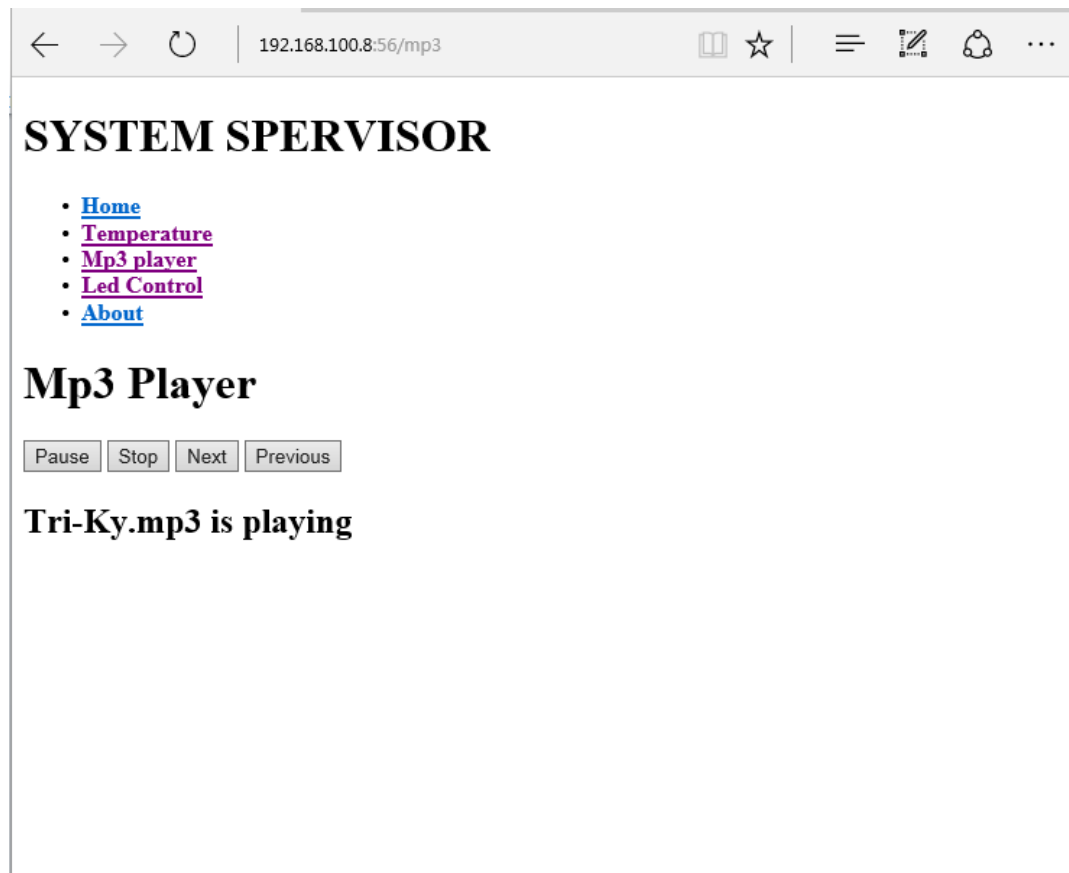 192.168.100.8:56/mp3
SYSTEM SPERVISOR
• Home
• Temperature
• Mp3 player
• Led Control
• About
Mp3 Player
Pause Stop Next Previous
Tri-Ky.mp3 is playing